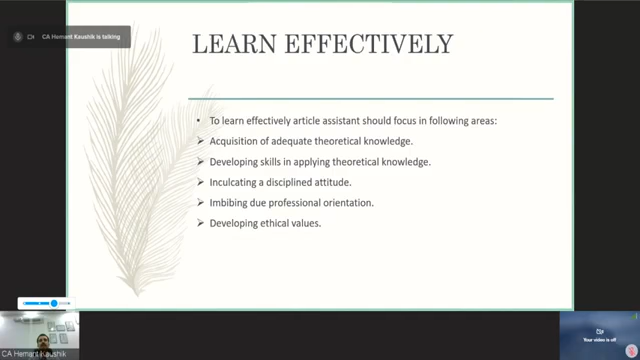 CA Hemant Kaushik is talking
LEARN EFFECTIVELY
• To learn effectively article assistant should focus in following areas:
➢ Acquisition of adequate theoretical knowledge.
➢ Developing skills in applying theoretical knowledge.
➢ Inculcating a disciplined attitude.
➢ Imbibing due professional orientation.
➢ Developing ethical values.
CA Hemant Kaushik
Your video is off